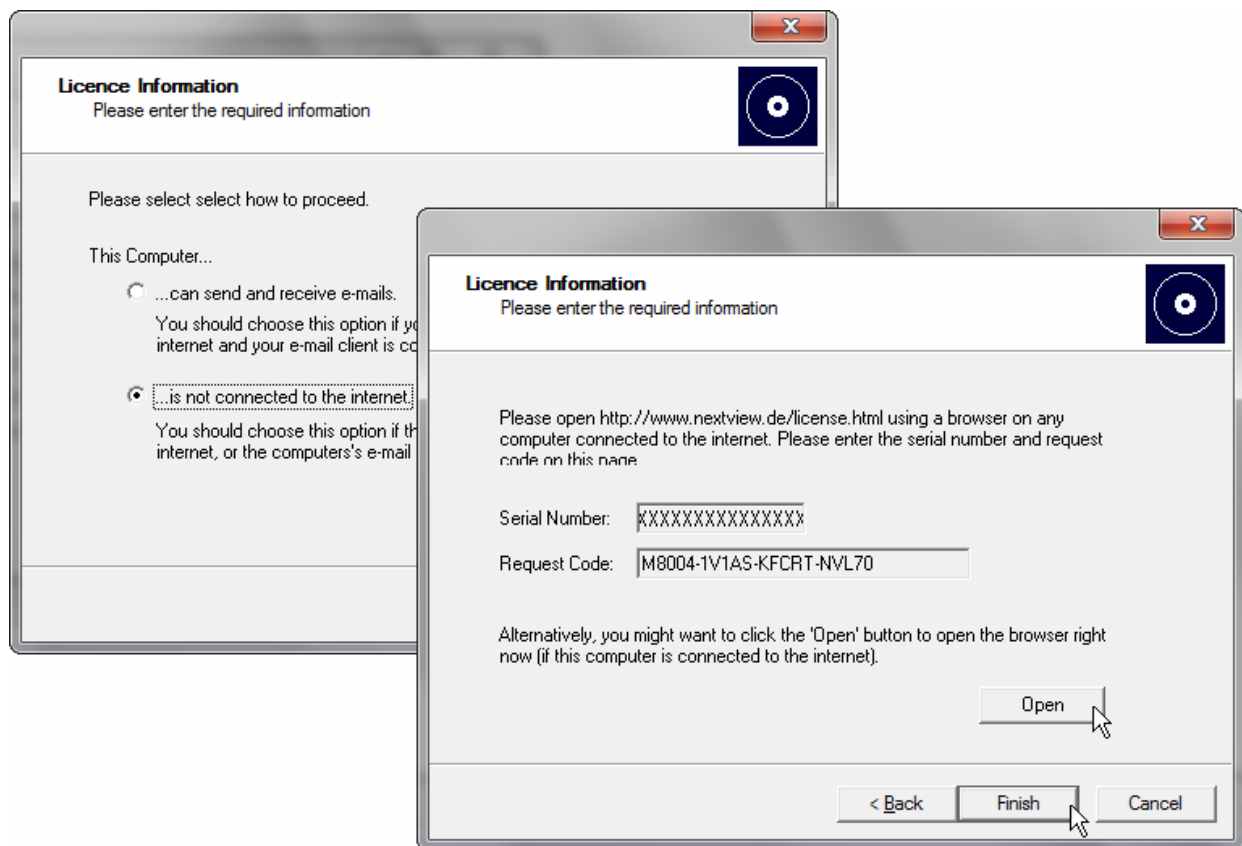 Licence Information
Please enter the required information
Please select select how to proceed.
This Computer...
...can send and receive e-mails.
You should choose this option if
internet and your e-mail client is
...is not connected to the internet.
You should choose this option if
internet, or the computers's e-mail
Licence Information
Please enter the required information
Please open http://www.nextview.de/license.html using a browser on any
computer connected to the internet. Please enter the serial number and request
code on this page
Serial Number: XXXXXXXXXXXXXXX
Request Code: M8004-1V1AS-KFCRT-NVL70
Alternatively, you might want to click the 'Open' button to open the browser right
now (if this computer is connected to the internet).
Open
< Back Finish Cancel